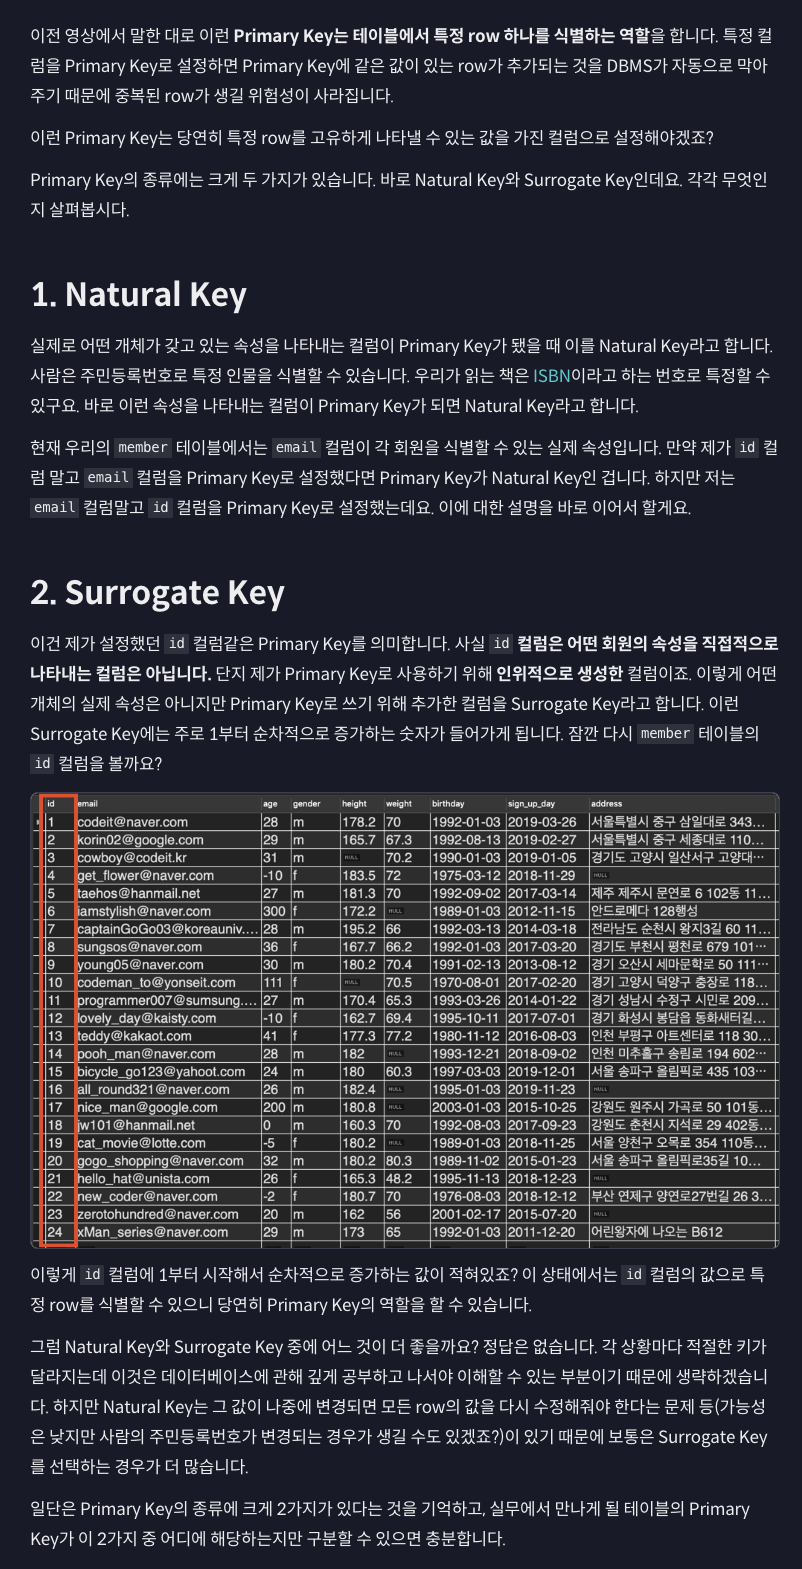 이전 영상에서 말한 대로 이런 Primary Key는 테이블에서 특정 row 하나를 식별하는 역할을 합니다. 특정 컬
럼을 Primary Key로 설정하면 Primary Key에 같은 값이 있는 row가 추가되는 것을 DBMS가 자동으로 막아
주기 때문에 중복된 row가 생길 위험성이 사라집니다.
이런 Primary Key는 당연히 특정 row를 고유하게 나타낼 수 있는 값을 가진 컬럼으로 설정해야겠죠?
Primary Key의 종류에는 크게 두 가지가 있습니다. 바로 Natural Key와 Surrogate Key인데요. 각각 무엇인
지 살펴봅시다.
1. Natural Key
실제로 어떤 개체가 갖고 있는 속성을 나타내는 컬럼이 Primary Key가 됐을 때 이를 Natural Key라고 합니다.
사람은 주민등록번호로 특정 인물을 식별할 수 있습니다. 우리가 읽는 책은 ISBN이라고 하는 번호로 특정할 수
있구요. 바로 이런 속성을 나타내는 컬럼이 Primary Key가 되면 Natural Key라고 합니다.
현재 우리의 member 테이블에서는 email 컬럼이 각 회원을 식별할 수 있는 실제 속성입니다. 만약 제가 id 컬
럼 말고 email 컬럼을 Primary Key로 설정했다면 Primary Key가 Natural Key인 겁니다. 하지만 저는
email 컬럼말고 id 컬럼을 Primary Key로 설정했는데요. 이에 대한 설명을 바로 이어서 할게요.
2. Surrogate Key
이건 제가 설정했던 id 컬럼같은 Primary Key를 의미합니다. 사실 id 컬럼은 어떤 회원의 속성을 직접적으로
나타내는 컬럼은 아닙니다. 단지 제가 Primary Key로 사용하기 위해 인위적으로 생성한 컬럼이죠. 이렇게 어떤
개체의 실제 속성은 아니지만 Primary Key로 쓰기 위해 추가한 컬럼을 Surrogate Key라고 합니다. 이런
Surrogate Key에는 주로 1부터 순차적으로 증가하는 숫자가 들어가게 됩니다. 잠깐 다시 member 테이블의
id 컬럼을 볼까요?
id email age gender height weight birthday sign_up_day address
1 codeit@naver.com 28 m 178.2 70 1992-01-03 2019-03-26 서울특별시 중구 삼일대로 343...
2 korin02@google.com 29 m 165.7 67.3 1992-08-13 2019-02-27 서울특별시 중구 세종대로 110...
3 cowboy@codeit.kr 31 m NULL 70.2 1990-01-03 2019-01-05 경기도 고양시 일산서구 고양대...
4 get_flower@naver.com -10 f 183.5 72 1975-03-12 2018-11-29 NULL
5 taehos@hanmail.net 27 m 181.3 70 1992-09-02 2017-03-14 제주 제주시 문연로 6 102동 11...
6 iamstylish@naver.com 300 f 172.2 NULL 1989-01-03 2012-11-15 안드로메다 128행성
7 captainGoGo03@koreauniv.... 28 m 195.2 66 1992-03-13 2014-03-18 전라남도 순천시 왕지3길 60 11...
8 sungsos@naver.com 36 f 167.7 66.2 1992-01-03 2017-03-20 경기도 부천시 평천로 679 101...
9 young05@naver.com 30 m 180.2 70.4 1991-02-13 2013-08-12 경기 오산시 세마문학로 50 111...
10 codeman_to@yonseit.com 111 f NULL 70.5 1970-08-01 2017-02-20 경기 고양시 덕양구 충장로 118...
11 programmer007@sumsung.... 27 m 170.4 65.3 1993-03-26 2014-01-22 경기 성남시 수정구 시민로 209...
12 lovely_day@kaisty.com -10 f 162.7 69.4 1995-10-11 2017-07-01 경기 화성시 봉담읍 동화새터길...
13 teddy@kakaot.com 41 f 177.3 77.2 1980-11-12 2016-08-03 인천 부평구 아트센터로 118 30...
14 pooh_man@naver.com 28 m 182 NULL 1993-12-21 2018-09-02 인천 미추홀구 송림로 194 602...
15 bicycle_go123@yahoot.com 24 m 180 60.3 1997-03-03 2019-12-01 서울 송파구 올림픽로 435 103...
16 all_round321@naver.com 26 m 182.4 NULL 1995-01-03 2019-11-23 NULL
17 nice_man@google.com 200 m 180.8 NULL 2003-01-03 2015-10-25 강원도 원주시 가곡로 50 101동...
18 jw101@hanmail.net 0 m 160.3 70 1992-08-03 2017-09-23 강원도 춘천시 지석로 29 402동...
19 cat_movie@lotte.com -5 f 180.2 NULL 1989-01-03 2018-11-25 서울 양천구 오목로 354 110동...
20 gogo_shopping@naver.com 32 m 180.2 80.3 1989-11-02 2015-01-23 서울 송파구 올림픽로35길 10...
21 hello_hat@unista.com 26 f 165.3 48.2 1995-11-13 2018-12-23 NULL
22 new_coder@naver.com -2 f 180.7 70 1976-08-03 2018-12-12 부산 연제구 양연로27번길 26 3...
23 zerotohundred@naver.com 20 m 162 56 2001-02-17 2015-07-20 NULL
24 xMan_series@naver.com 29 m 173 65 1992-01-03 2011-12-20 어린왕자에 나오는 B612
이렇게 id 컬럼에 1부터 시작해서 순차적으로 증가하는 값이 적혀있죠? 이 상태에서는 id 컬럼의 값으로 특
정 row를 식별할 수 있으니 당연히 Primary Key의 역할을 할 수 있습니다.
그럼 Natural Key와 Surrogate Key 중에 어느 것이 더 좋을까요? 정답은 없습니다. 각 상황마다 적절한 키가
달라지는데 이것은 데이터베이스에 관해 깊게 공부하고 나서야 이해할 수 있는 부분이기 때문에 생략하겠습니
다. 하지만 Natural Key는 그 값이 나중에 변경되면 모든 row의 값을 다시 수정해줘야 한다는 문제 등(가능성
은 낮지만 사람의 주민등록번호가 변경되는 경우가 생길 수도 있겠죠?)이 있기 때문에 보통은 Surrogate Key
를 선택하는 경우가 더 많습니다.
일단은 Primary Key의 종류에 크게 2가지가 있다는 것을 기억하고, 실무에서 만나게 될 테이블의 Primary
Key가 이 2가지 중 어디에 해당하는지만 구분할 수 있으면 충분합니다.